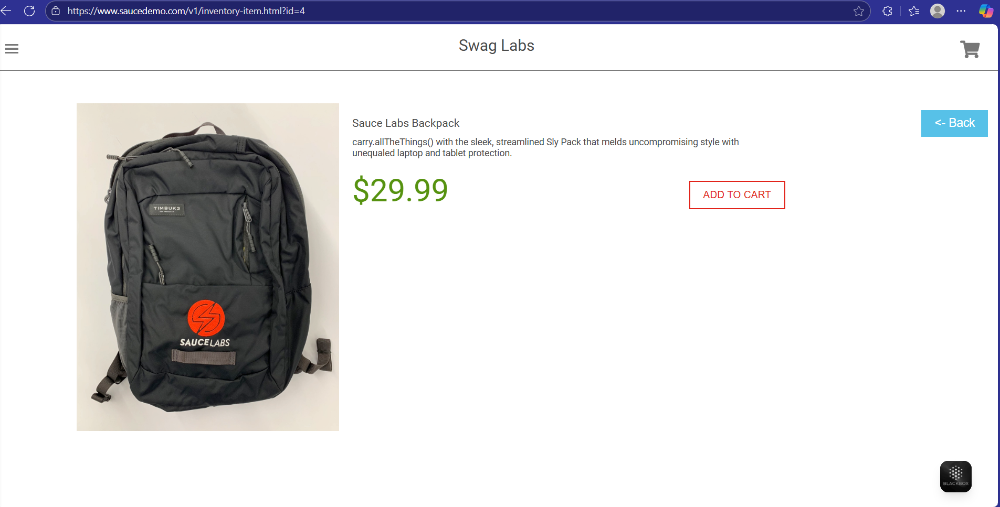 https://www.saucedemo.com/v1/inventory-item.html?id=4
Swag Labs
<- Back
Sauce Labs Backpack
carry.allTheThings() with the sleek, streamlined Sly Pack that melds uncompromising style with
unequaled laptop and tablet protection.
$29.99
ADD TO CART
TIMBUK2
SAUCELABS
BLACKBOX